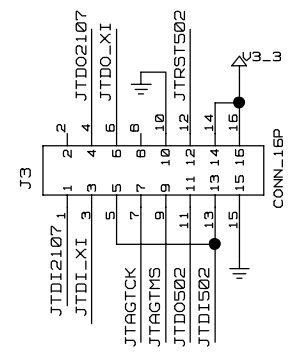 JTDO2107
JTDO_XI
JTRST502
V3_3
2 4 6 8 10 12 14 16
2 4 6 8 10 12 14 16
J3
CONN_16P
1 3 5 7 9 11 13 15
1 3 5 7 9 11 13 15
JTDI2107
JTDI_XI
JTAGTCK
JTAGTMS
JTDO502
JTDI502